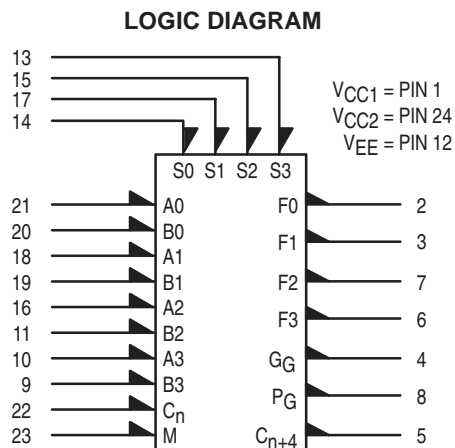 LOGIC DIAGRAM
13
15
17
14
VCC1 = PIN 1
VCC2 = PIN 24
VEE = PIN 12
S0 S1 S2 S3
21 A0 F0 2
20 B0
18 A1 F1 3
19 B1 F2 7
16 A2
11 B2 F3 6
10 A3 GG 4
9 B3 PG 8
22 Cn
23 M Cn+4 5